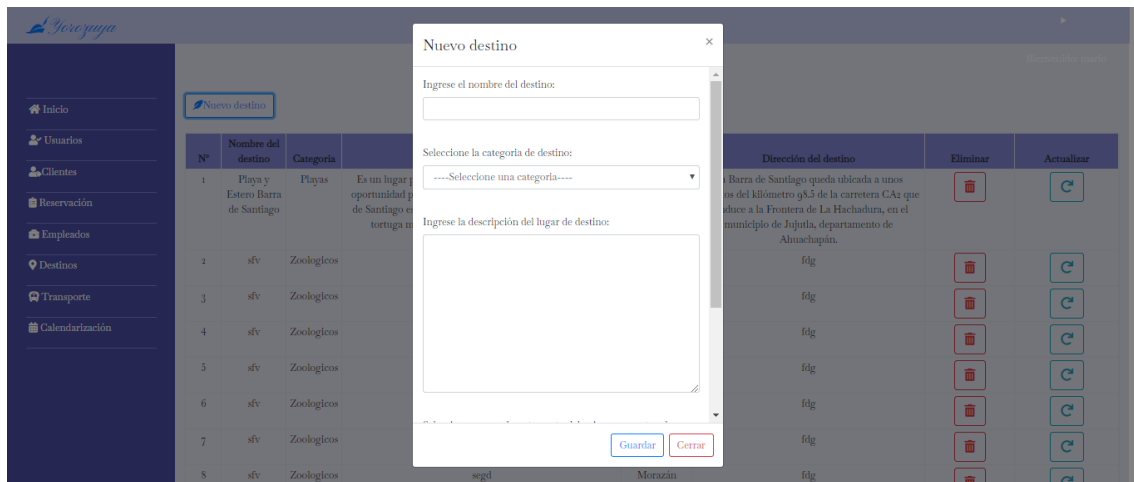 Yorozuya
Nuevo destino
×
Ingrese el nombre del destino:
Seleccione la categoria de destino:
----Seleccione una categoria----
Ingrese la descripción del lugar de destino:
Guardar
Cerrar
Inicio
Usuarios
Clientes
Reservación
Empleados
Destinos
Transporte
Calendarización
Nuevo destino
N° Nombre del destino Categoria Dirección del destino Eliminar Actualizar
1 Playa y Playas Es un lugar
Estero Barra oportunidad
de Santiago de Santiago
tortuga
Barra de Santiago queda ubicada a unos
del kilómetro 98.5 de la carretera CA2 que
a la Frontera de La Hachadura, en el
municipio de Jujutla, departamento de
Ahuachapán.
2 sfv Zoologicos fdg
3 sfv Zoologicos fdg
4 sfv Zoologicos fdg
5 sfv Zoologicos fdg
6 sfv Zoologicos fdg
7 sfv Zoologicos fdg
8 sfv Zoologicos segd Morazán fdg